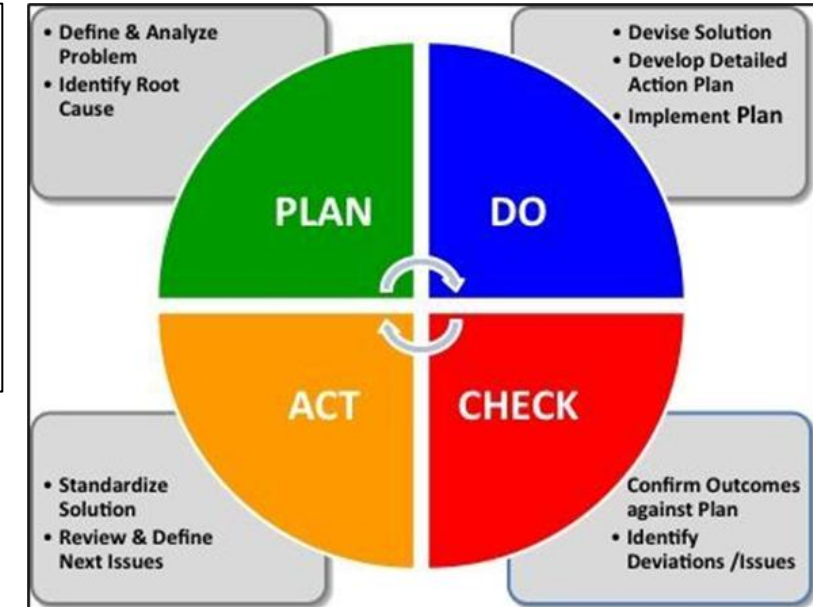 • Define & Analyze
Problem
• Identify Root
Cause
• Devise Solution
• Develop Detailed
Action Plan
• Implement Plan
PLAN
DO
ACT
CHECK
• Standardize
Solution
• Review & Define
Next Issues
Confirm Outcomes
against Plan
• Identify
Deviations /Issues